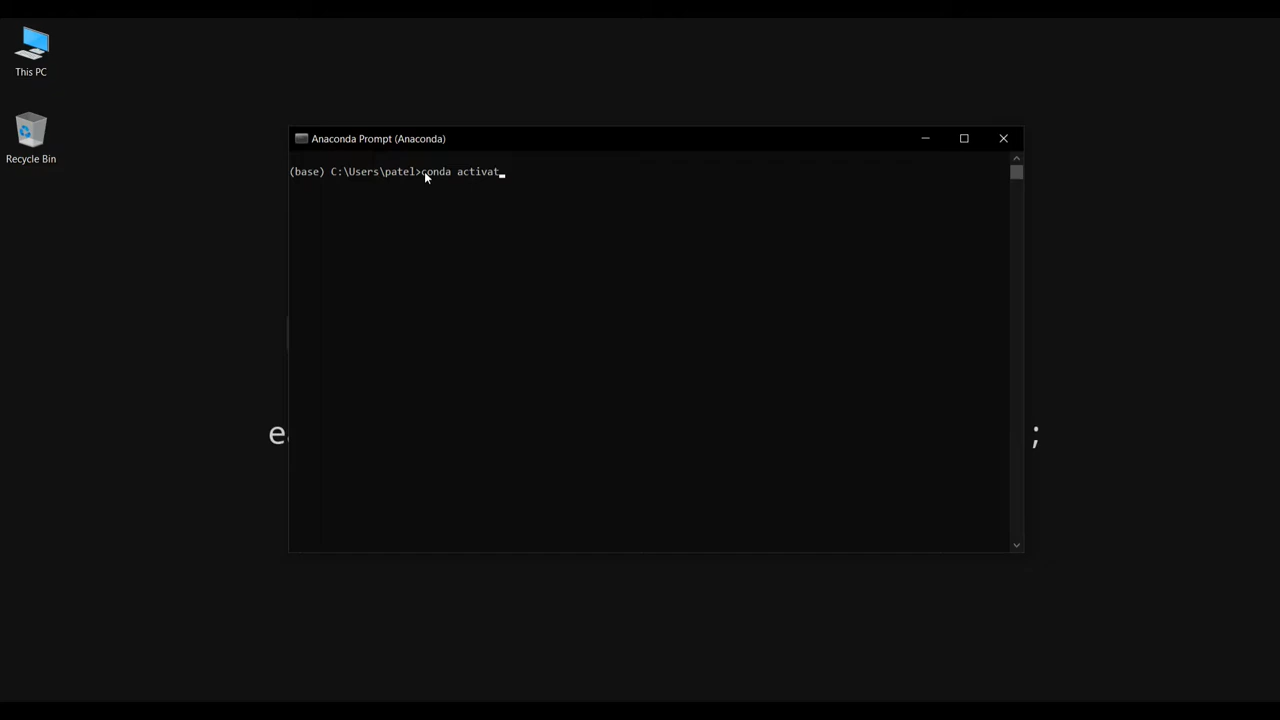 This PC
Recycle Bin
Anaconda Prompt (Anaconda)
(base) C:\Users\patel>conda activat
e
;